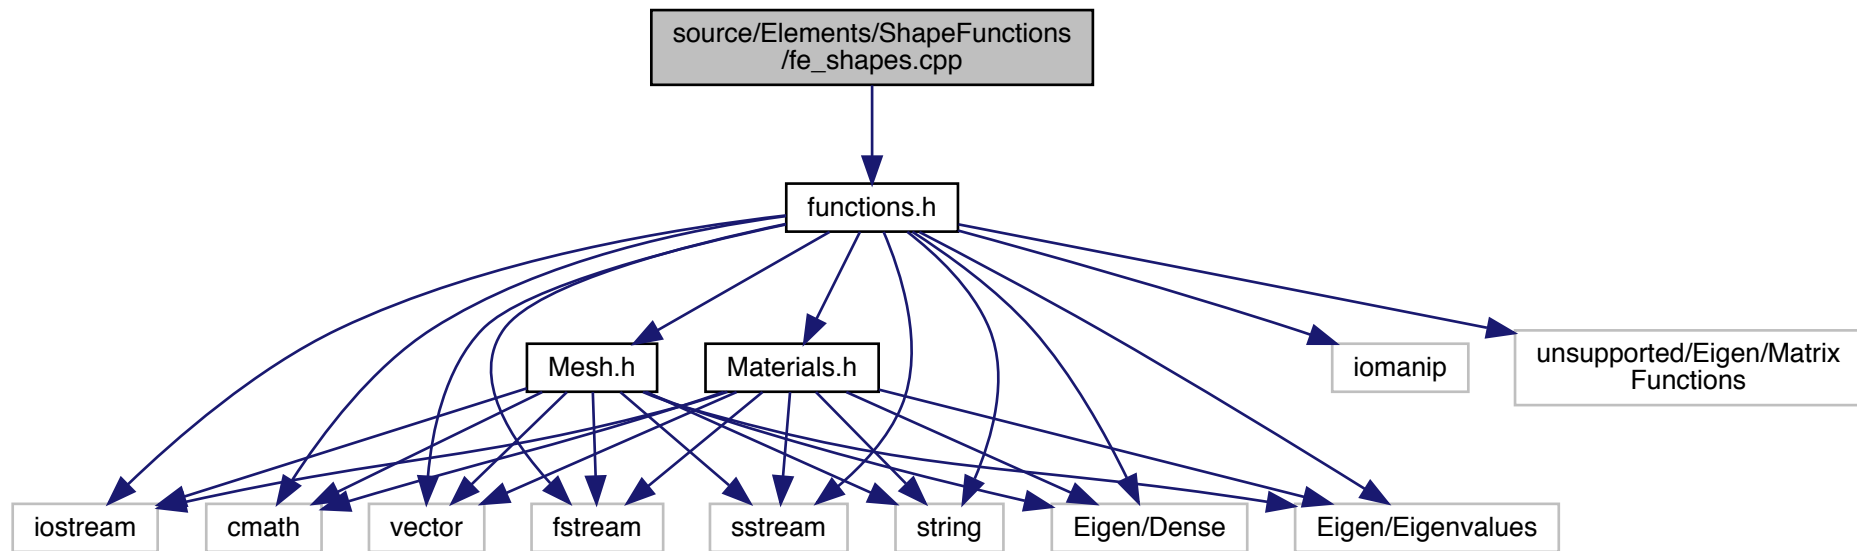 source/Elements/ShapeFunctions
/fe_shapes.cpp
functions.h
Mesh.h
Materials.h
iomanip
unsupported/Eigen/Matrix
Functions
iostream
cmath
vector
fstream
sstream
string
Eigen/Dense
Eigen/Eigenvalues